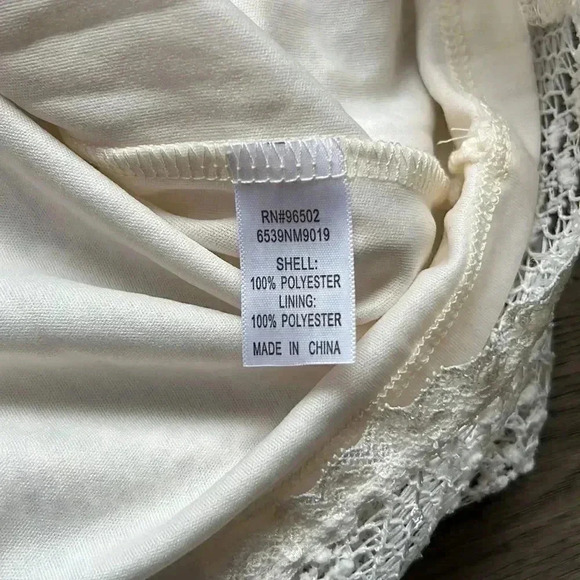 RN#96502
6539NM9019
SHELL:
100% POLYESTER
LINING:
100% POLYESTER
MADE IN CHINA